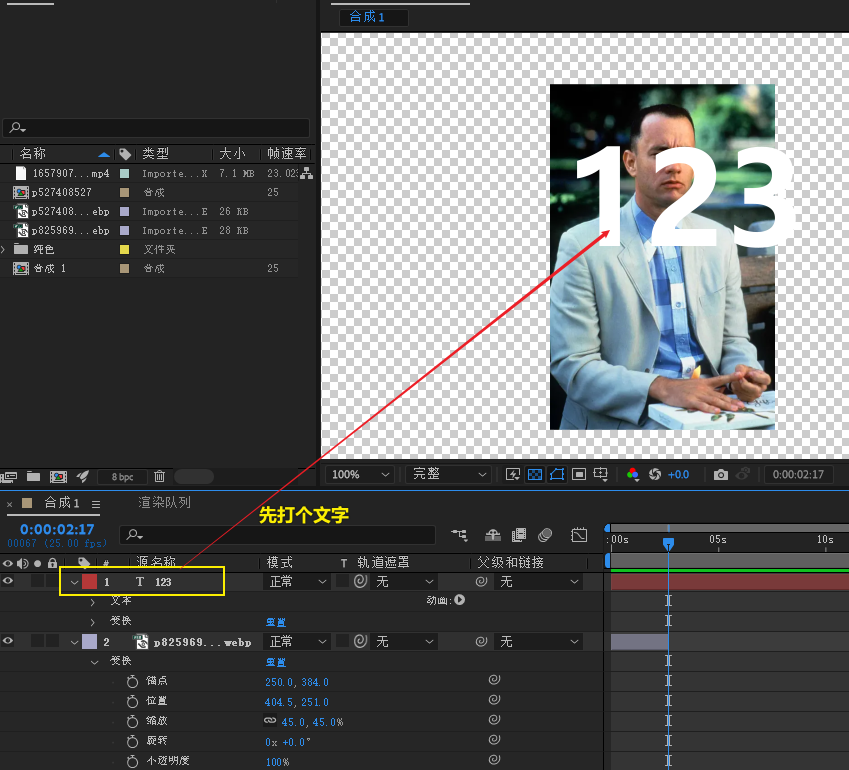 合成 1
名称 类型 大小 帧速率
1657907...mp4 Importe...X 7.1 MB 23.02
p527408527 合成 25
p527408...ebp Importe...E 26 KB
p825969...ebp Importe...E 28 KB
纯色 文件夹
合成 1 合成 25
123
8 bpc
100% 完整 +0.0 0:00:02:17
合成 1 渲染队列
先打个文字
0:00:02:17
00067 (25.00 fps)
:00s 05s 10s
# 源名称 模式 T 轨道遮罩 父级和链接
1 T 123 正常 无 无
文本 动画:
变换 重置
2 p825969...webp 正常 无 无
变换 重置
锚点 250.0, 384.0
位置 404.5, 251.0
缩放 45.0, 45.0%
旋转 0x +0.0°
不透明度 100%